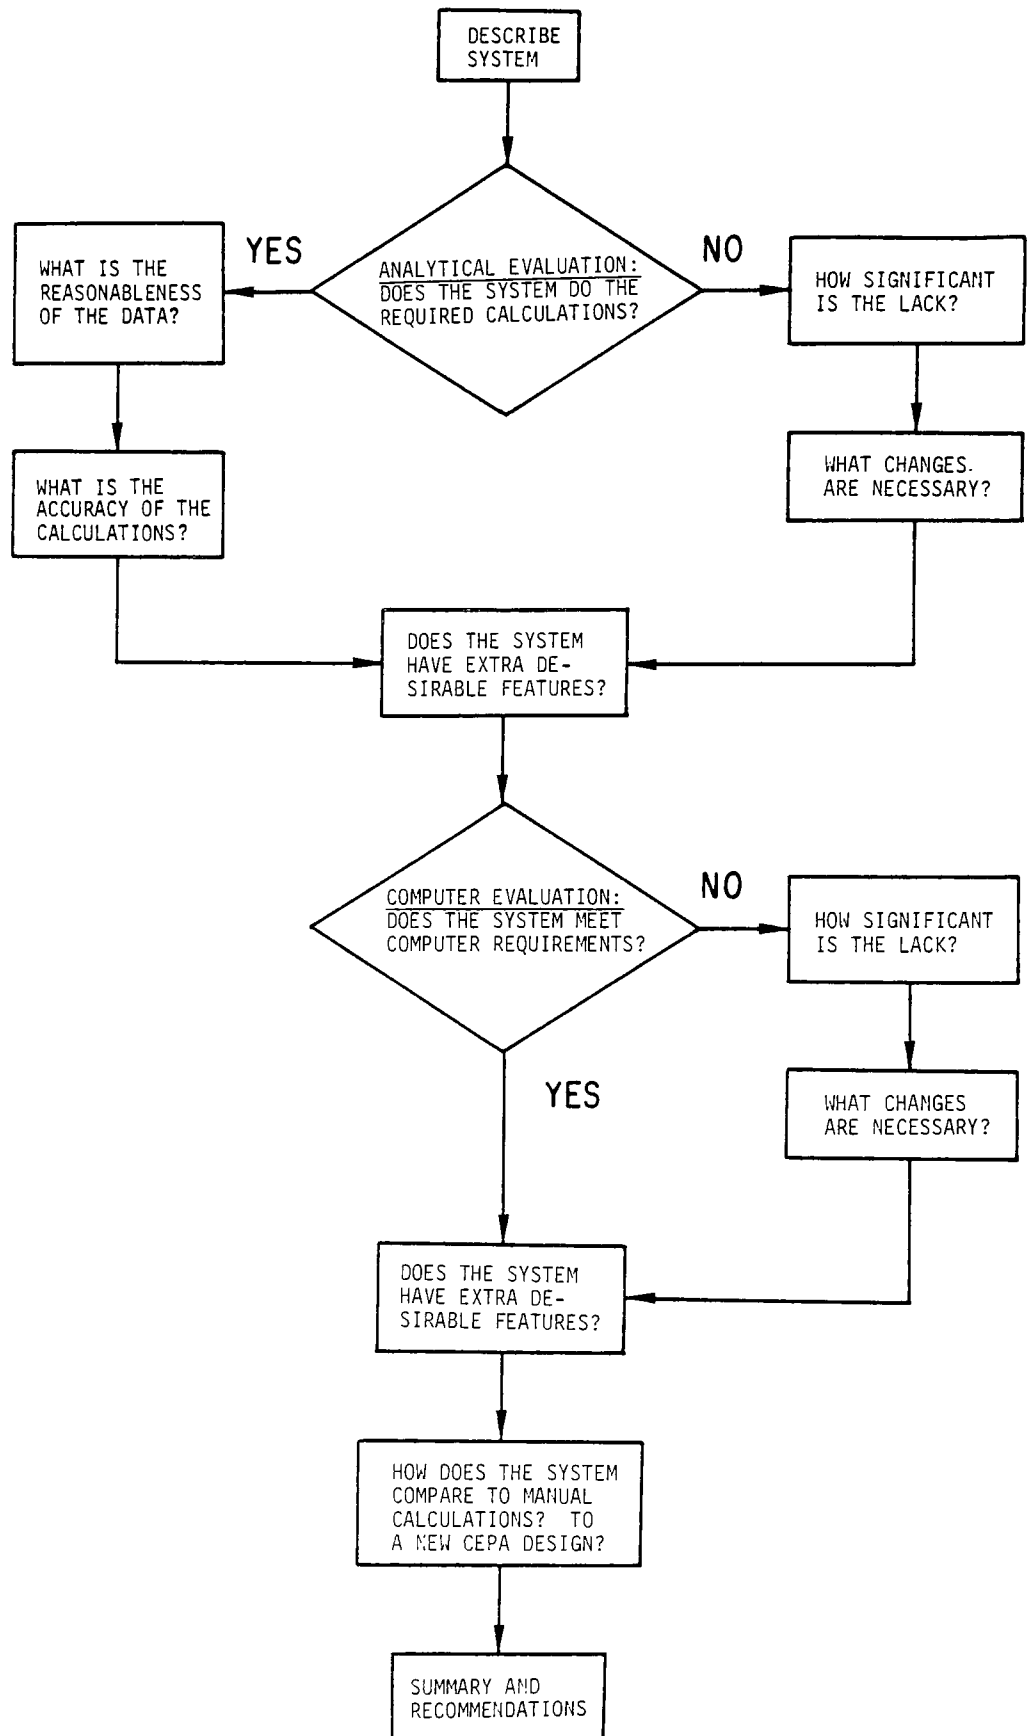 DESCRIBE
SYSTEM
YES
NO
ANALYTICAL EVALUATION:
DOES THE SYSTEM DO THE
REQUIRED CALCULATIONS?
WHAT IS THE
REASONABLENESS
OF THE DATA?
HOW SIGNIFICANT
IS THE LACK?
WHAT IS THE
ACCURACY OF THE
CALCULATIONS?
WHAT CHANGES.
ARE NECESSARY?
DOES THE SYSTEM
HAVE EXTRA DE-
SIRABLE FEATURES?
NO
COMPUTER EVALUATION:
DOES THE SYSTEM MEET
COMPUTER REQUIREMENTS?
HOW SIGNIFICANT
IS THE LACK?
YES
WHAT CHANGES
ARE NECESSARY?
DOES THE SYSTEM
HAVE EXTRA DE-
SIRABLE FEATURES?
HOW DOES THE SYSTEM
COMPARE TO MANUAL
CALCULATIONS? TO
A NEW CEPA DESIGN?
SUMMARY AND
RECOMMENDATIONS